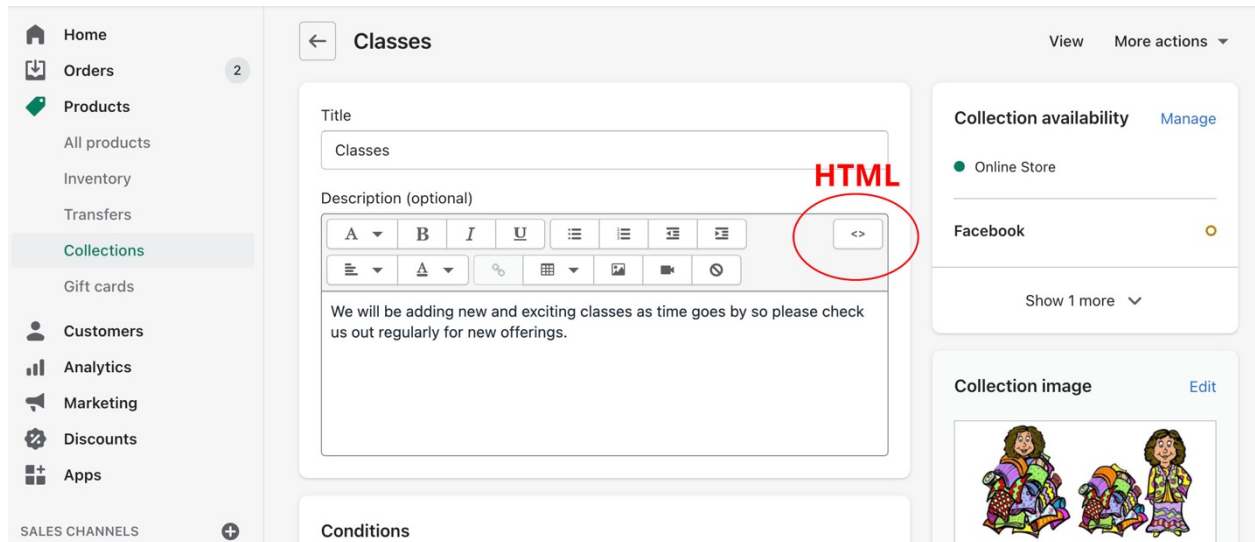 Home
Orders 2
Products
All products
Inventory
Transfers
Collections
Gift cards
Customers
Analytics
Marketing
Discounts
Apps
SALES CHANNELS
Classes
View More actions
Title
Classes
HTML
Description (optional)
A B I U <>
A
We will be adding new and exciting classes as time goes by so please check
us out regularly for new offerings.
Conditions
Collection availability Manage
Online Store
Facebook
Show 1 more
Collection image Edit